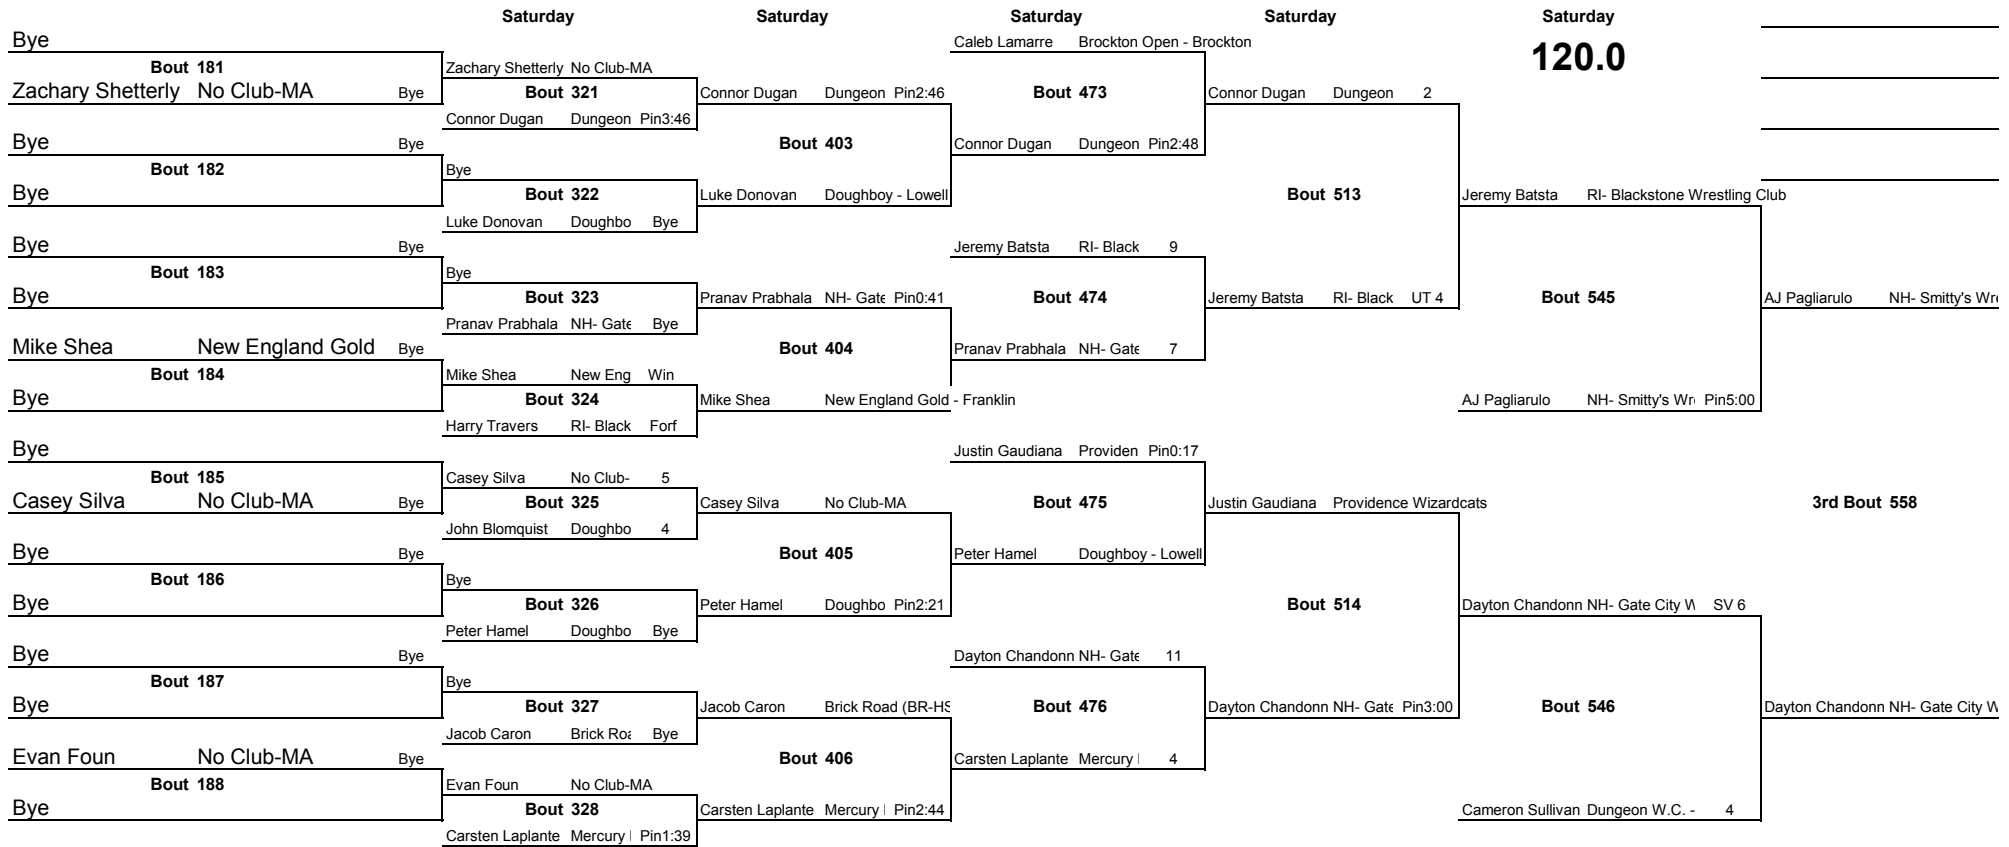 Saturday Saturday Saturday Saturday Saturday
Bye
Caleb Lamarre Brockton Open - Brockton
120.0
Bout 181
Zachary Shetterly No Club-MA
Zachary Shetterly No Club-MA Bye
Bout 321
Connor Dugan Dungeon Pin2:46
Bout 473
Connor Dugan Dungeon 2
Connor Dugan Dungeon Pin3:46
Bye Bye
Bout 403
Connor Dugan Dungeon Pin2:48
Bout 182
Bye
Bye
Bout 322
Luke Donovan Doughboy - Lowell
Bout 513
Jeremy Batsta RI- Blackstone Wrestling Club
Luke Donovan Doughbo Bye
Bye Bye
Jeremy Batsta RI- Black 9
Bout 183
Bye
Bye
Bout 323
Pranav Prabhala NH- Gate Pin0:41
Bout 474
Jeremy Batsta RI- Black UT 4
Bout 545
AJ Pagliarulo NH- Smitty's Wre
Pranav Prabhala NH- Gate Bye
Mike Shea New England Gold Bye
Bout 404
Pranav Prabhala NH- Gate 7
Bout 184
Mike Shea New Eng Win
Bye
Bout 324
Mike Shea New England Gold - Franklin
AJ Pagliarulo NH- Smitty's Wr Pin5:00
Harry Travers RI- Black Forf
Bye
Justin Gaudiana Providen Pin0:17
Bout 185
Casey Silva No Club- 5
Casey Silva No Club-MA Bye
Bout 325
Casey Silva No Club-MA
Bout 475
Justin Gaudiana Providence Wizardcats
3rd Bout 558
John Blomquist Doughbo 4
Bye Bye
Bout 405
Peter Hamel Doughboy - Lowell
Bout 186
Bye
Bye
Bout 326
Peter Hamel Doughbo Pin2:21
Bout 514
Dayton Chandonn NH- Gate City W SV 6
Peter Hamel Doughbo Bye
Bye Bye
Dayton Chandonn NH- Gate 11
Bout 187
Bye
Bye
Bout 327
Jacob Caron Brick Road (BR-HS
Bout 476
Dayton Chandonn NH- Gate Pin3:00
Bout 546
Dayton Chandonn NH- Gate City W
Jacob Caron Brick Roa Bye
Evan Foun No Club-MA Bye
Bout 406
Carsten Laplante Mercury 4
Bout 188
Evan Foun No Club-MA
Bye
Bout 328
Carsten Laplante Mercury Pin2:44
Cameron Sullivan Dungeon W.C. - 4
Carsten Laplante Mercury Pin1:39